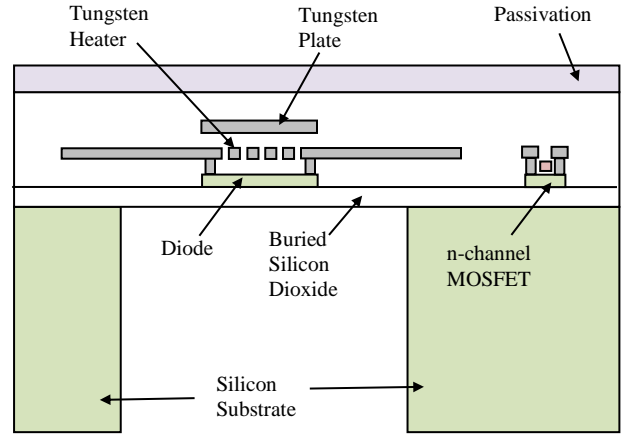 Tungsten
Heater
Tungsten
Plate
Passivation
Diode
Buried
Silicon
Dioxide
n-channel
MOSFET
Silicon
Substrate